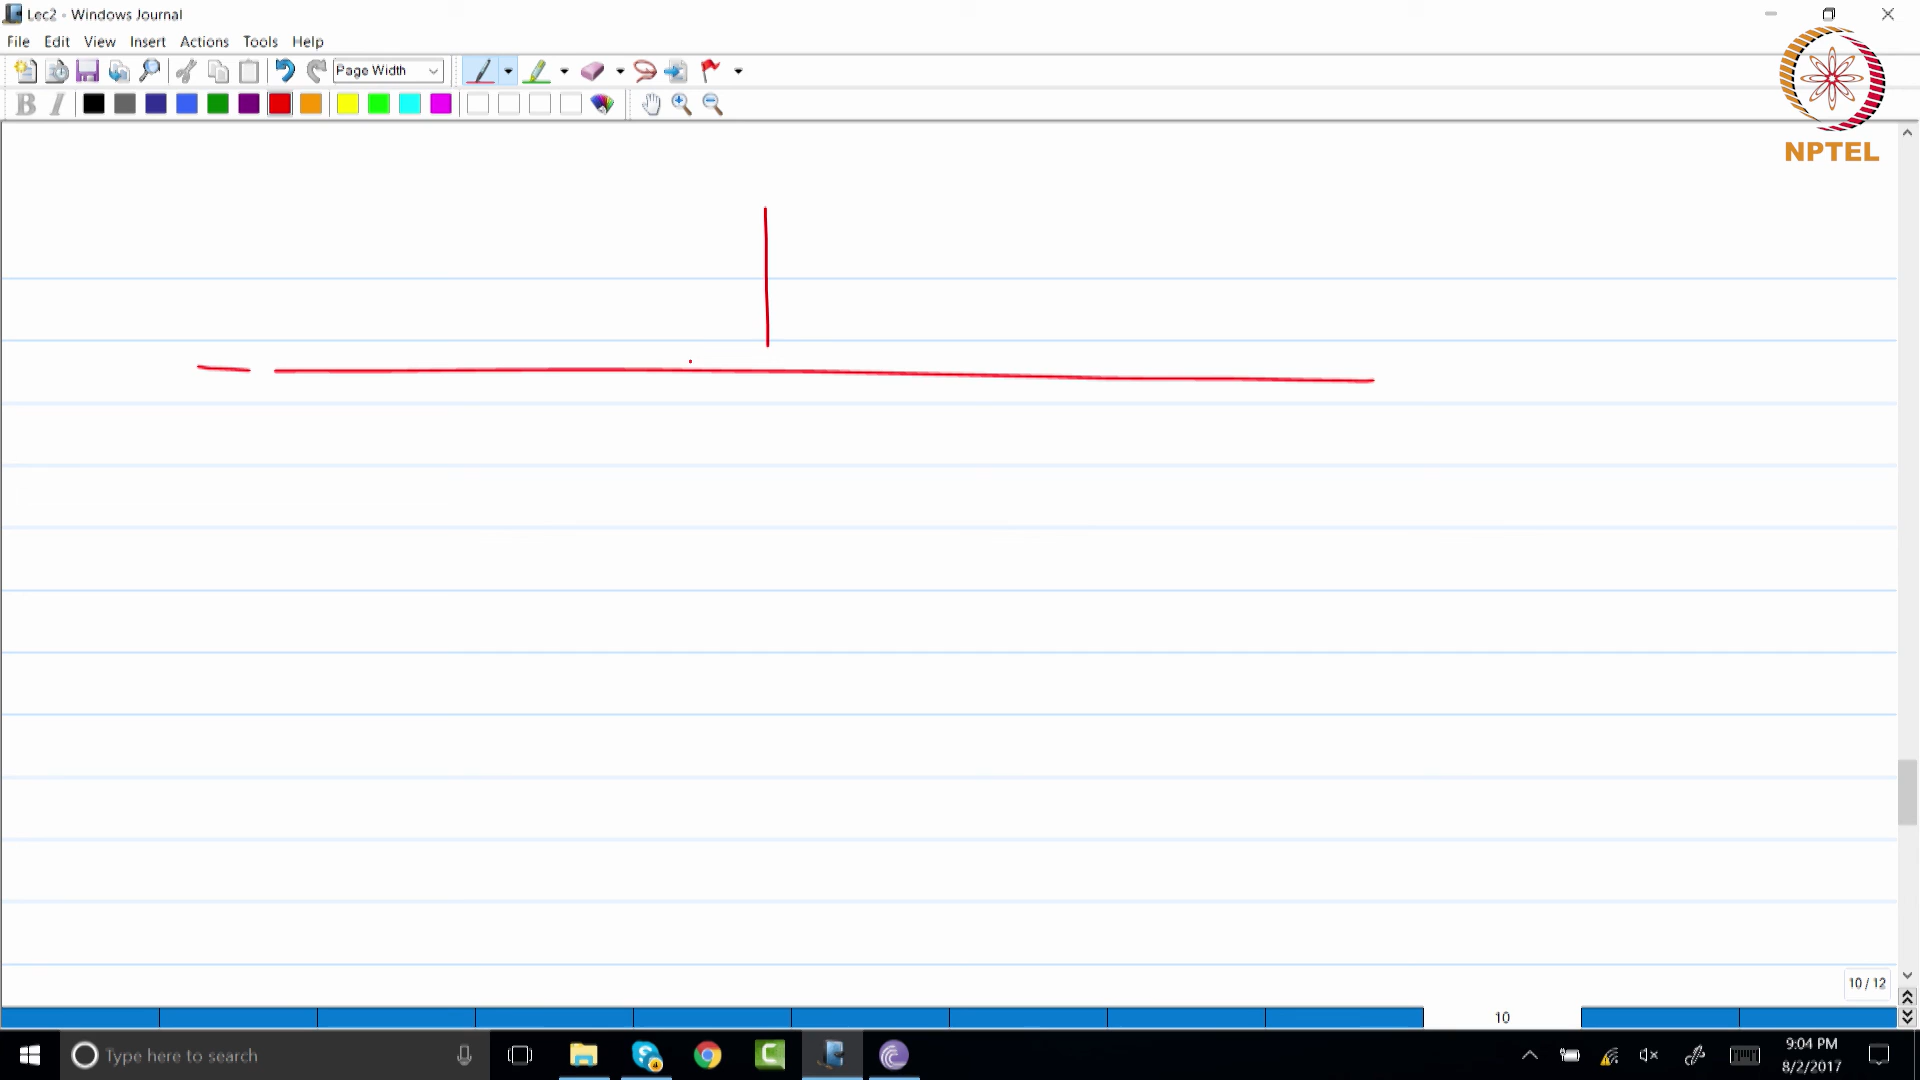 Lec2 - Windows Journal
File Edit View Insert Actions Tools Help
Page Width
B I
NPTEL
10 / 12
10
Type here to search
4
9:04 PM
8/2/2017